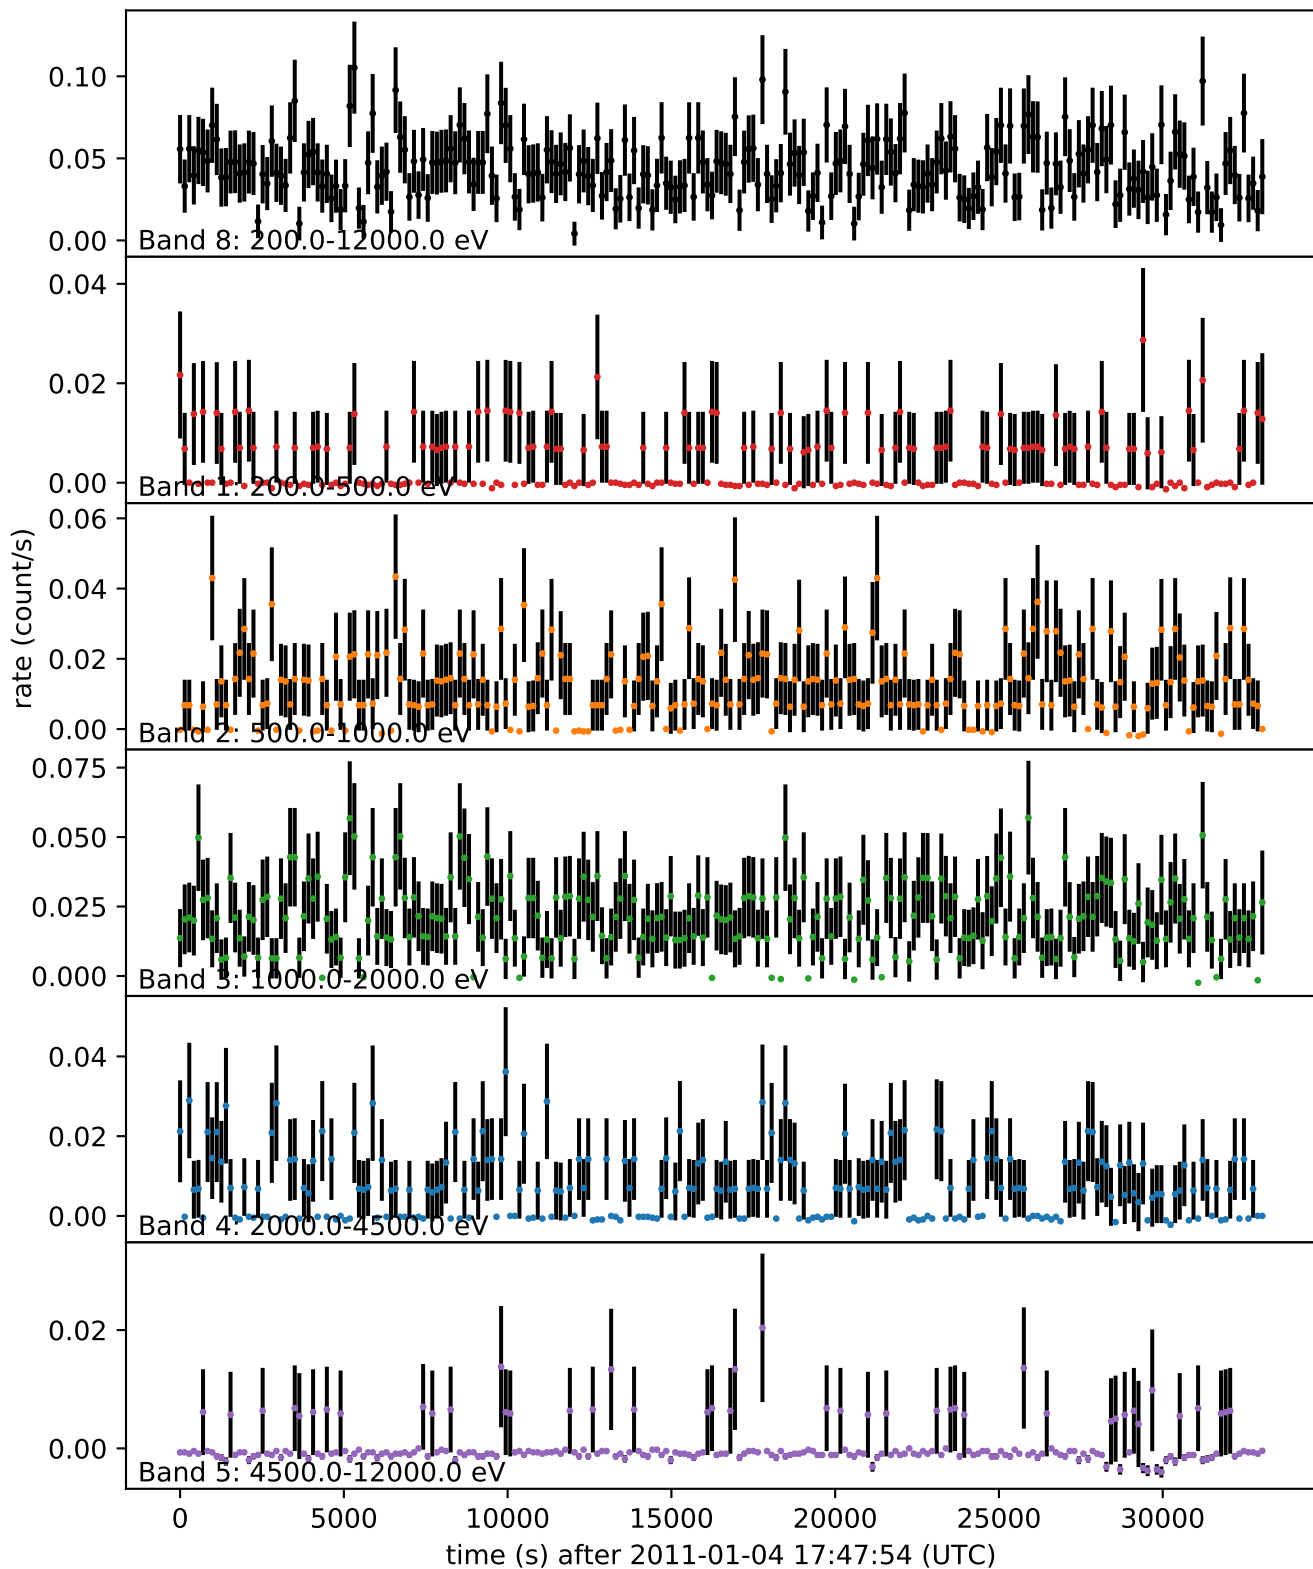 0.10
0.05
0.00
Band 8: 200.0-12000.0 eV
0.04
0.02
0.00
Band 1: 200.0-500.0 eV
0.06
0.04
0.02
0.00
Band 2: 500.0-1000.0 eV
rate (count/s)
0.075
0.050
0.025
0.000
Band 3: 1000.0-2000.0 eV
0.04
0.02
0.00
Band 4: 2000.0-4500.0 eV
0.02
0.00
Band 5: 4500.0-12000.0 eV
0 5000 10000 15000 20000 25000 30000
time (s) after 2011-01-04 17:47:54 (UTC)